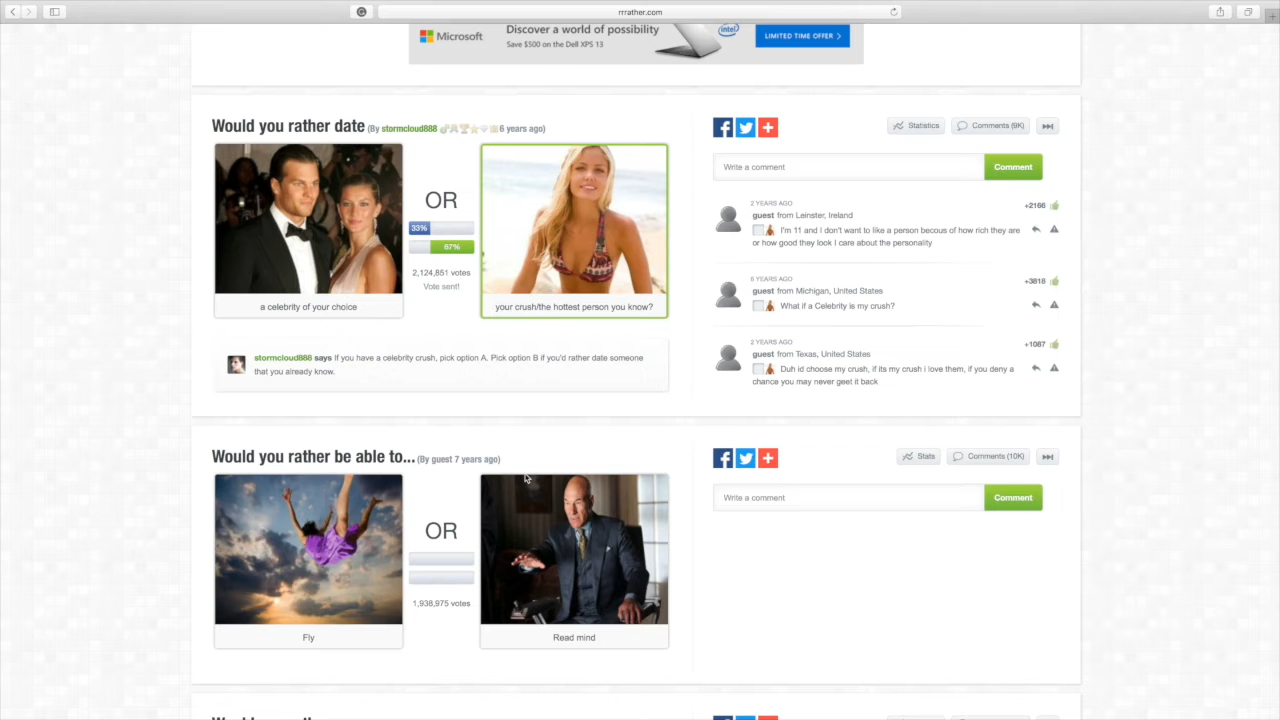 rrrather.com
Microsoft
Discover a world of possibility
Save $500 on the Dell XPS 13
intel
LIMITED TIME OFFER >
Would you rather date (By stormcloud888 6 years ago)
OR
33%
67%
2,124,851 votes
Vote sent!
a celebrity of your choice
your crush/the hottest person you know?
stormcloud888 says If you have a celebrity crush, pick option A. Pick option B if you'd rather date someone
that you already know.
Statistics
Comments (9K)
Write a comment
Comment
2 YEARS AGO
guest from Leinster, Ireland
+2166
I'm 11 and I don't want to like a person becous of how rich they are
or how good they look I care about the personality
6 YEARS AGO
guest from Michigan, United States
+3818
What if a Celebrity is my crush?
2 YEARS AGO
guest from Texas, United States
+1087
Duh id choose my crush, if its my crush i love them, if you deny a
chance you may never geet it back
Would you rather be able to... (By guest 7 years ago)
OR
1,938,975 votes
Fly
Read mind
Stats
Comments (10K)
Write a comment
Comment